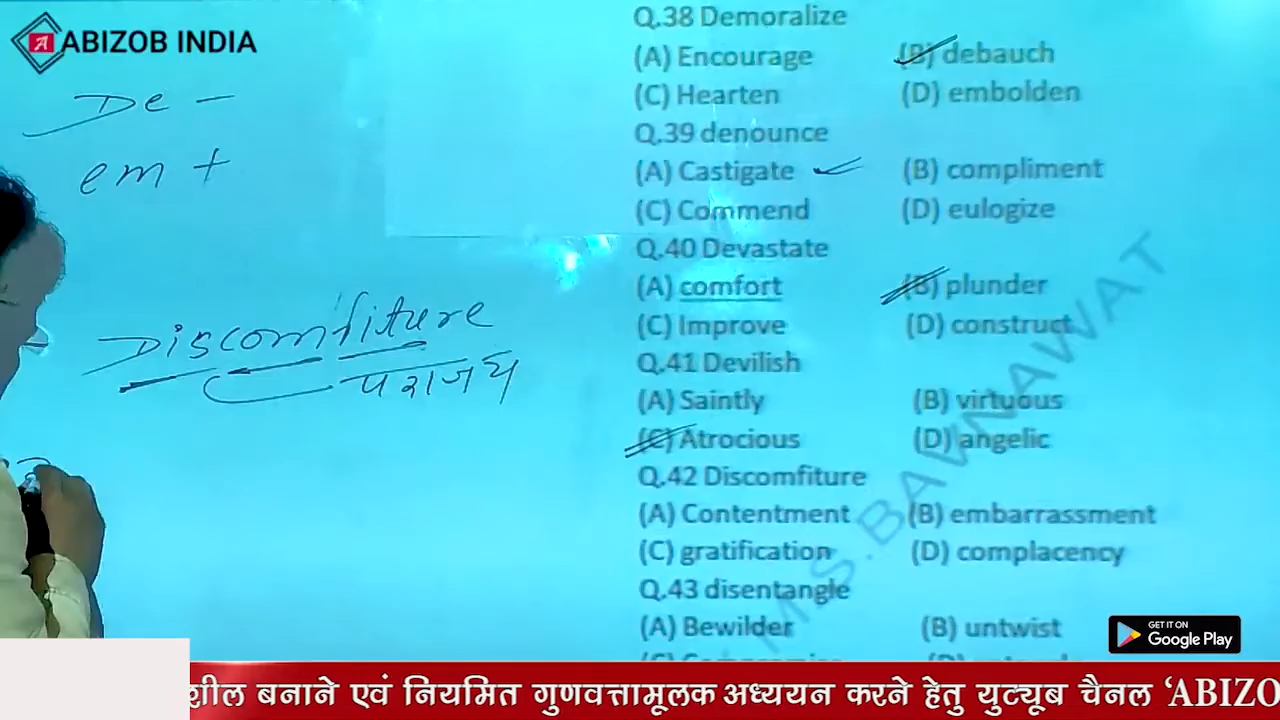 ABIZOB INDIA
De -
em +
Discomfiture
पराजय
Q.38 Demoralize
(A) Encourage (B) debauch
(C) Hearten (D) embolden
Q.39 denounce
(A) Castigate (B) compliment
(C) Commend (D) eulogize
Q.40 Devastate
(A) comfort (B) plunder
(C) Improve (D) construct
Q.41 Devilish
(A) Saintly (B) virtuous
(C) Atrocious (D) angelic
Q.42 Discomfiture
(A) Contentment (B) embarrassment
(C) gratification (D) complacency
Q.43 disentangle
(A) Bewilder (B) untwist
MS.BAWNAWAT
GET IT ON
Google Play
शील बनाने एवं नियमित गुणवत्तामूलक अध्ययन करने हेतु युट्यूब चैनल 'ABIZO